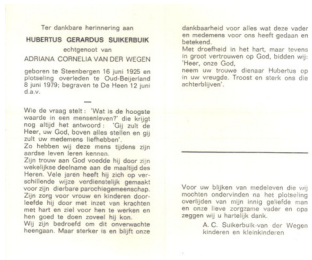 Ter dankbare herinnering aan
HUBERTUS GERARDUS SUIKERBUIK
echtgenoot van
ADRIANA CORNELIA VAN DER WEGEN
geboren te Steenbergen 16 juni 1925 en
plotseling overleden te Oud-Beijerland
8 juni 1979; begraven te De Heen 12 juni
d.a.v.
Wie de vraag stelt: 'Wat is de hoogste
waarde in een mensenleven?' die krijgt
nog altijd het antwoord: 'Gij zult de
Heer, uw God, boven alles stellen en gij
zult uw medemens liefhebben'.
Zo hebben wij deze mens tijdens zijn
aardse leven leren kennen.
Zijn trouw aan God voedde hij door zijn
wekelijkse deelname aan de maaltijd des
Heren. Vele jaren heeft hij zich op ver-
schillende wijze verdienstelijk gemaakt
voor zijn dierbare parochiegemeenschap.
Zijn zorg voor vrouw en kinderen door-
leefde hij door met inzet van krachten
met hart en ziel voor hen te werken en
hen goed te doen zoveel hij kon.
Wij zijn bedroefd om dit onverwachte
heengaan. Maar sterker is en blijft onze
dankbaarheid voor alles wat deze vader
en medemens voor ons heeft gedaan en
betekend.
Met droefheid in het hart, maar tevens
in groot vertrouwen op God, bidden wij:
'Heer, onze God,
neem uw trouwe dienaar Hubertus op
in uw vreugde. Troost en sterk ons die
achterblijven'.
Voor uw blijken van medeleven die wij
mochten ondervinden na het plotseling
overlijden van mijn innig geliefde man
en onze lieve zorgzame vader en opa
zeggen wij u hartelijk dank.
A.C. Suikerbuik-van der Wegen
kinderen en kleinkinderen